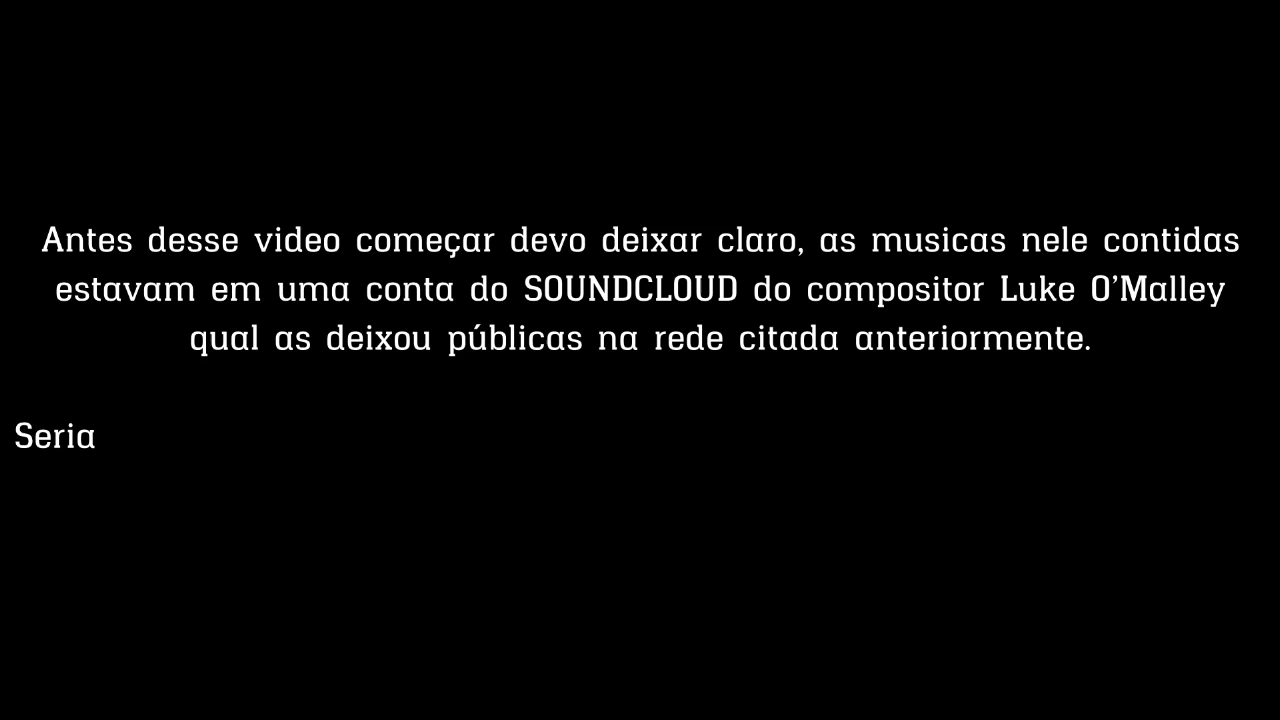 Antes desse video começar devo deixar claro, as musicas nele contidas
estavam em uma conta do SOUNDCLOUD do compositor Luke O’Malley
qual as deixou públicas na rede citada anteriormente.
Seria